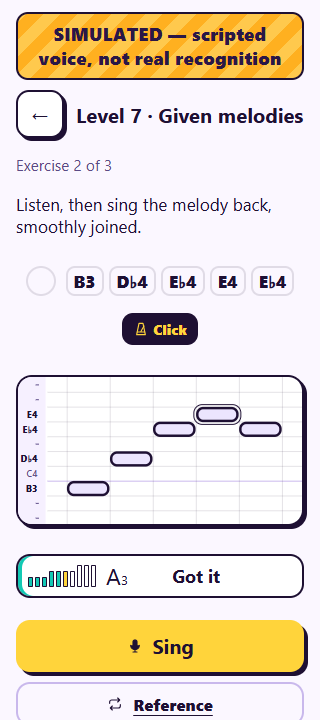 SIMULATED — scripted
voice, not real recognition
← Level 7 · Given melodies
Exercise 2 of 3
Listen, then sing the melody back,
smoothly joined.
B3 D♭4 E♭4 E4 E♭4
Click
E4
E♭4
D♭4
C4
B3
A3 Got it
Sing
Reference